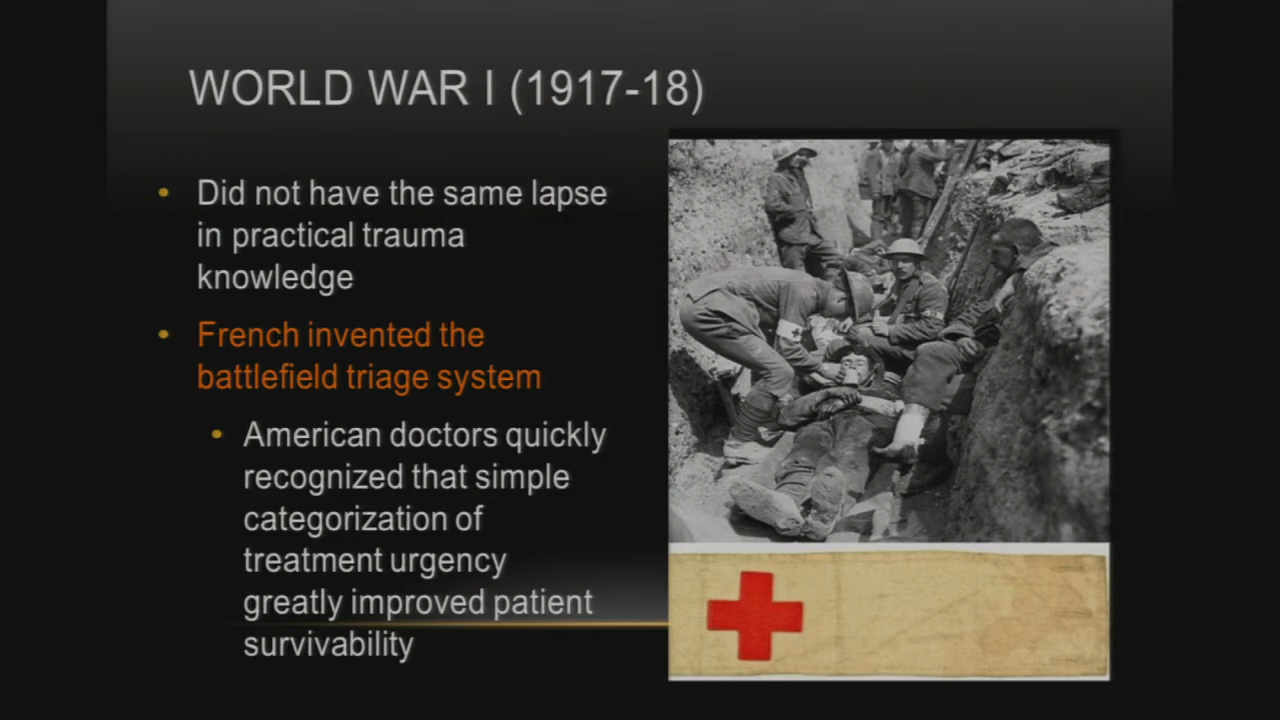 WORLD WAR I (1917-18)
• Did not have the same lapse
in practical trauma
knowledge
• French invented the
battlefield triage system
• American doctors quickly
recognized that simple
categorization of
treatment urgency
greatly improved patient
survivability